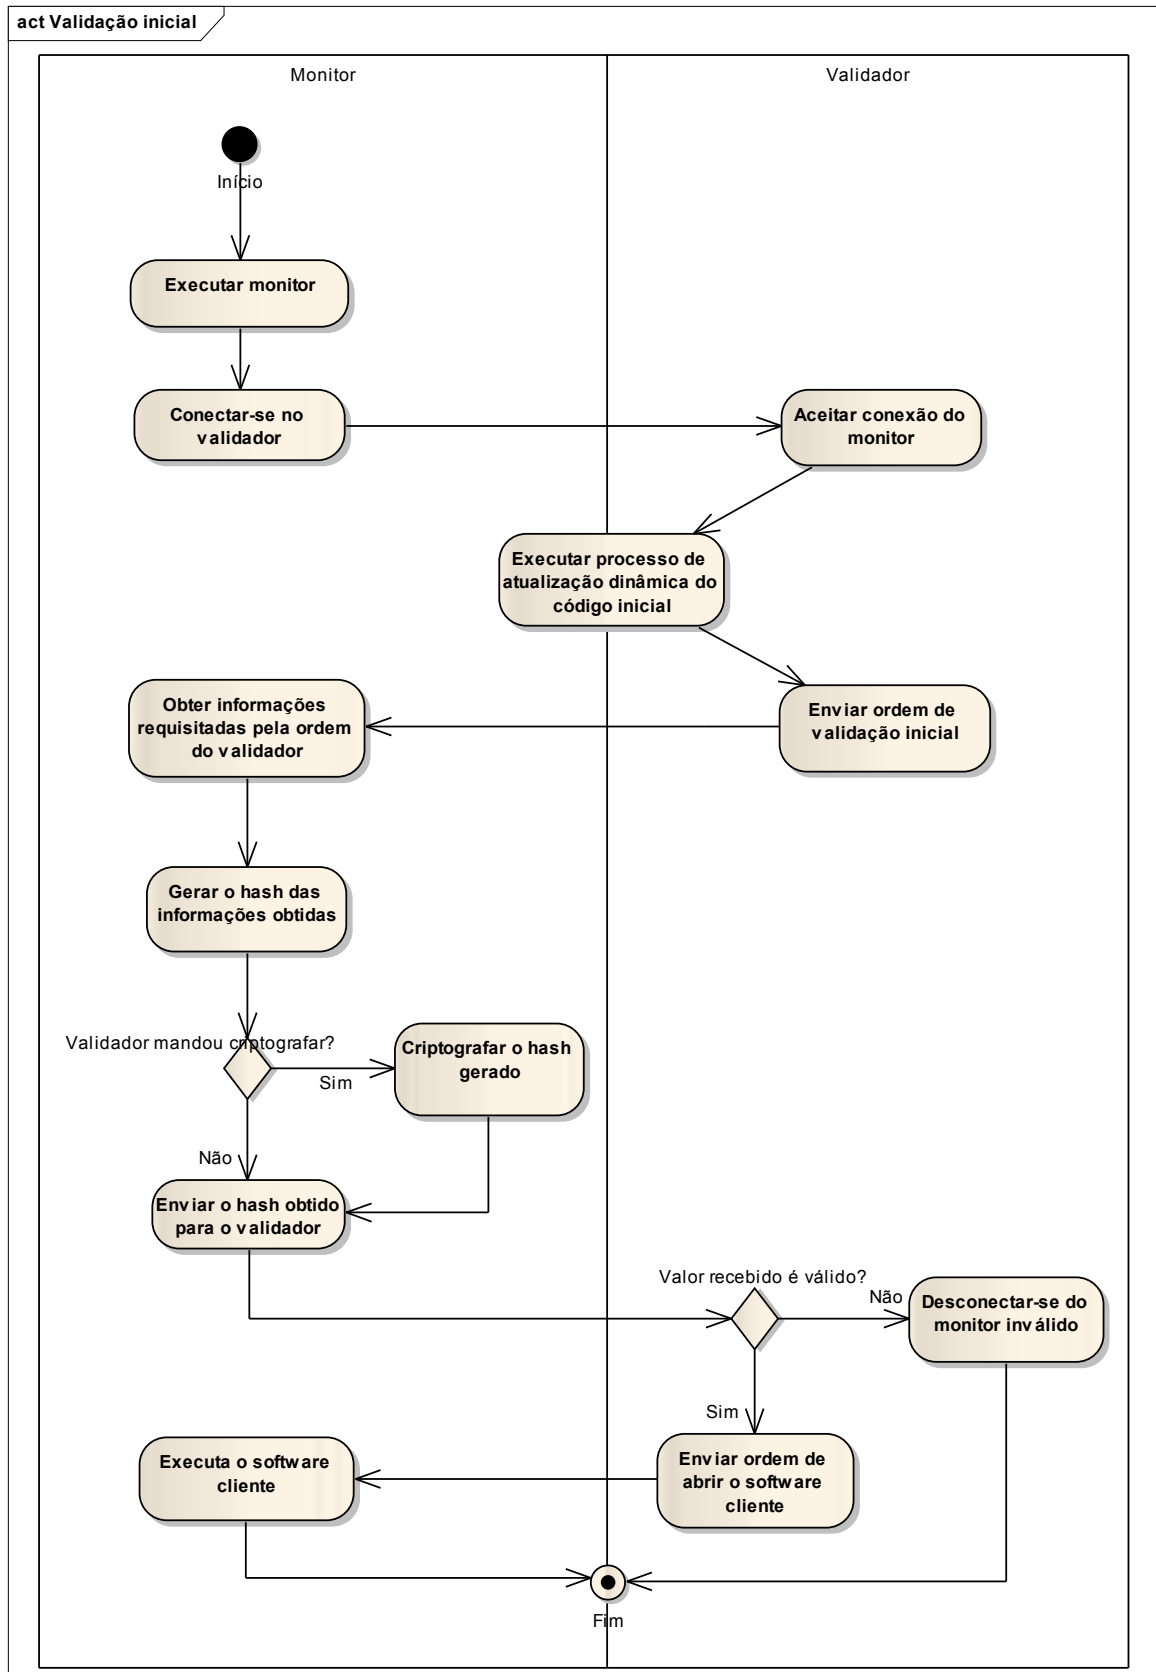 act Validação inicial
Monitor
Validador
Início
Executar monitor
Conectar-se no
validador
Aceitar conexão do
monitor
Executar processo de
atualização dinâmica do
código inicial
Enviar ordem de
validação inicial
Obter informações
requisitadas pela ordem
do validador
Gerar o hash das
informações obtidas
Validador mandou criptografar?
Sim
Criptografar o hash
gerado
Não
Enviar o hash obtido
para o validador
Valor recebido é válido?
Não
Desconectar-se do
monitor inválido
Sim
Enviar ordem de
abrir o software
cliente
Executa o software
cliente
Fim